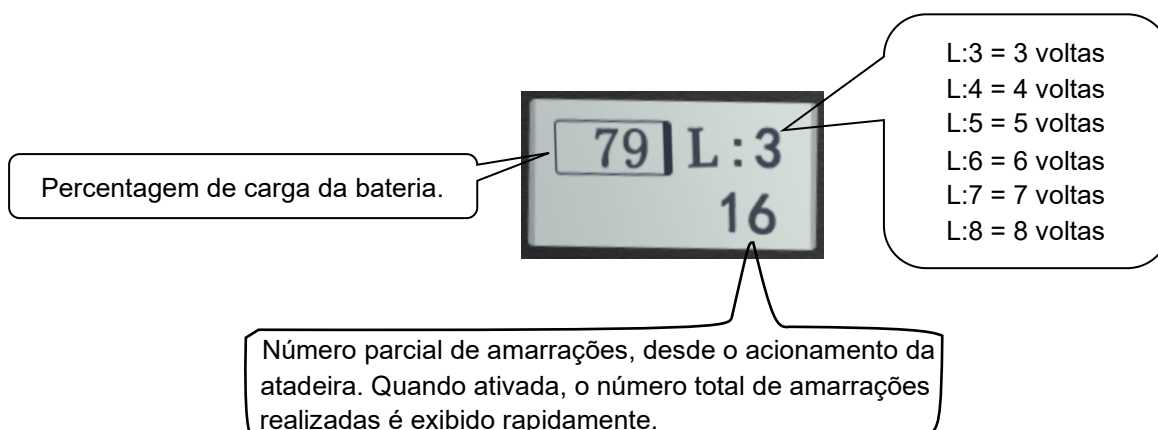 Percentagem de carga da bateria.
79 L:3
16
L:3 = 3 voltas
L:4 = 4 voltas
L:5 = 5 voltas
L:6 = 6 voltas
L:7 = 7 voltas
L:8 = 8 voltas
Número parcial de amarrações, desde o acionamento da
atadeira. Quando ativada, o número total de amarrações
realizadas é exibido rapidamente.